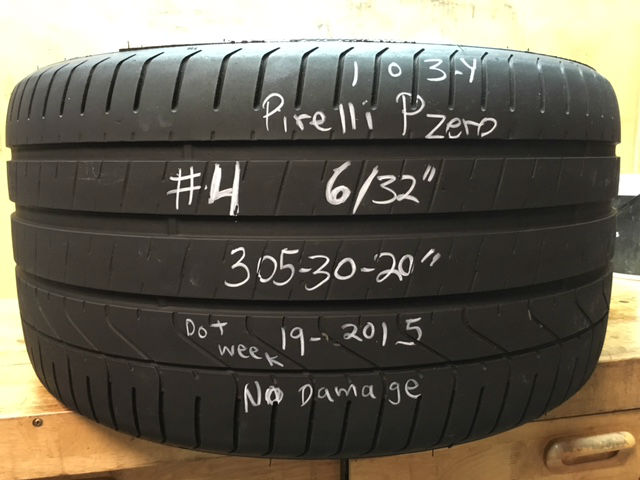 103-Y
Pirelli PZero
#4 6/32"
305-30-20"
Dot week 19-2015
No Damage